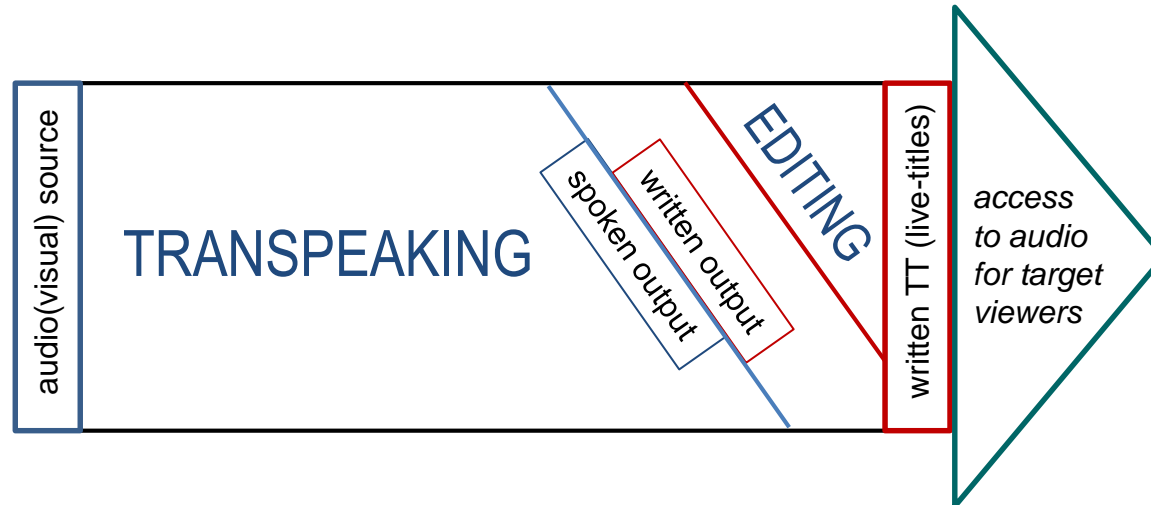 audio(visual) source
TRANSPEAKING
spoken output
written output
EDITING
written TT (live-titles)
access
to audio
for target
viewers